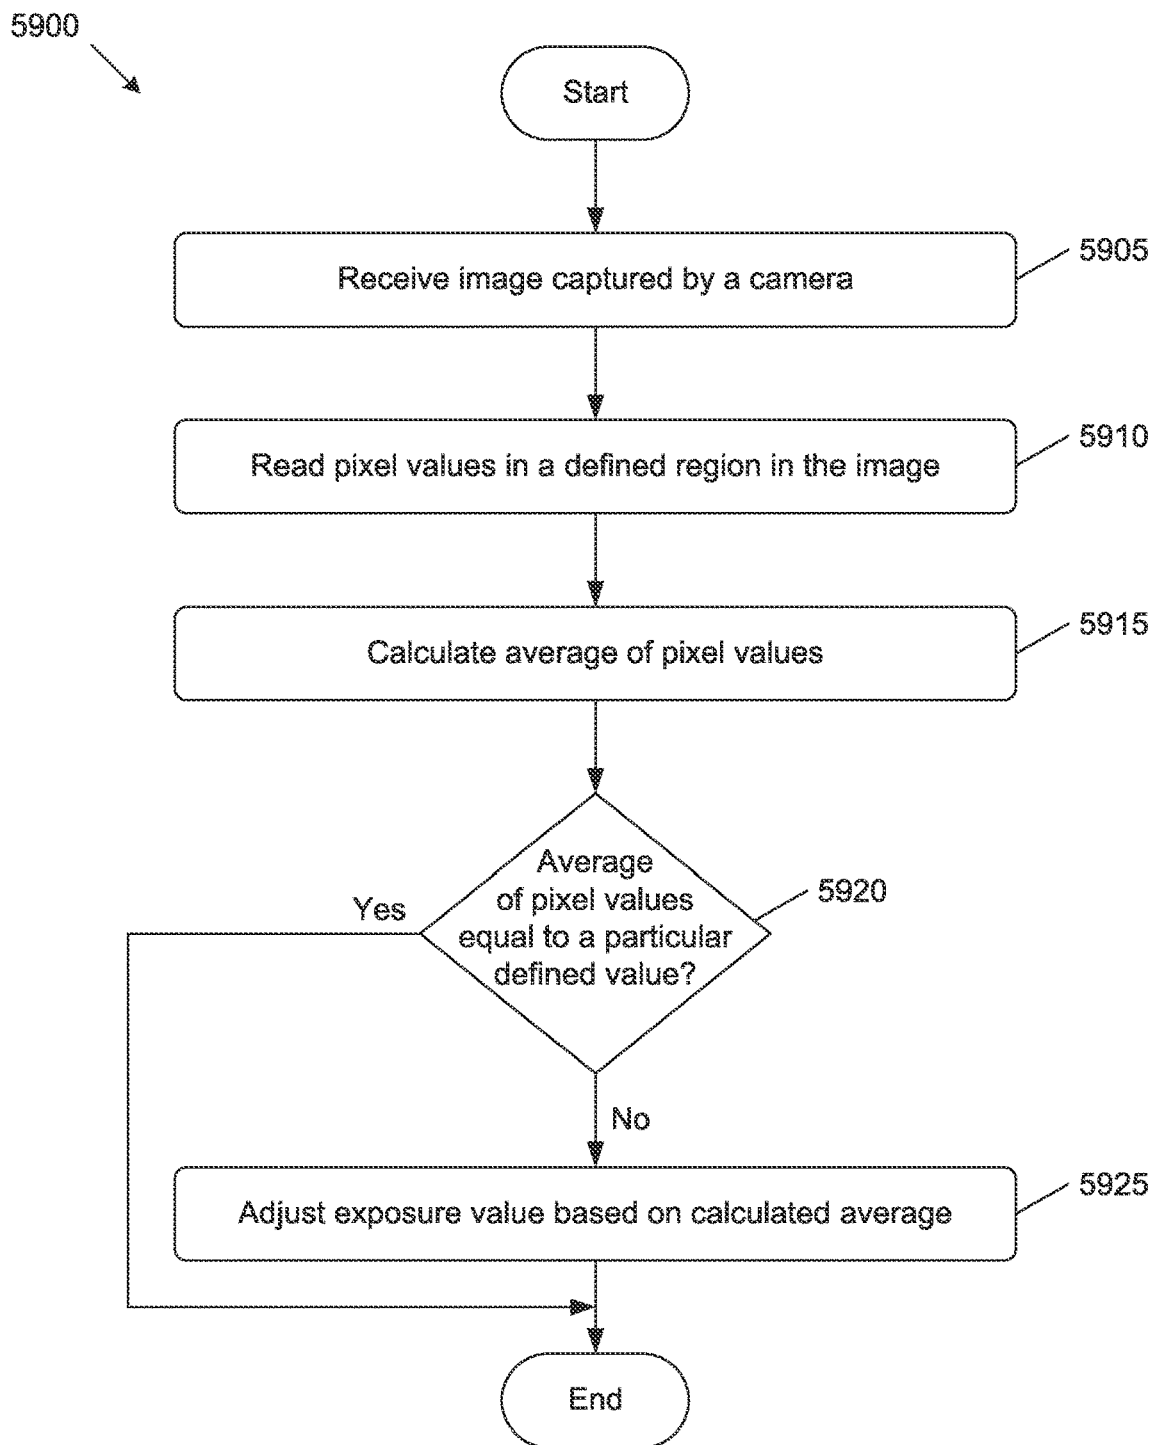 5900
Start
Receive image captured by a camera
5905
Read pixel values in a defined region in the image
5910
Calculate average of pixel values
5915
Average
of pixel values
equal to a particular
defined value?
5920
Yes
No
Adjust exposure value based on calculated average
5925
End